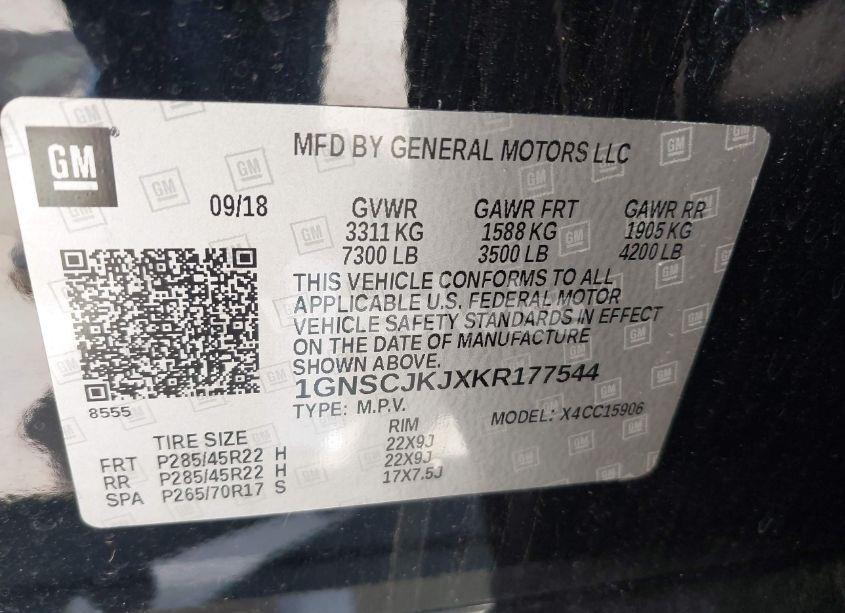 GM
MFD BY GENERAL MOTORS LLC
09/18 GVWR GAWR FRT GAWR RR
3311 KG 1588 KG 1905 KG
7300 LB 3500 LB 4200 LB
THIS VEHICLE CONFORMS TO ALL
APPLICABLE U.S. FEDERAL MOTOR
VEHICLE SAFETY STANDARDS IN EFFECT
ON THE DATE OF MANUFACTURE
SHOWN ABOVE.
1GNSCJKJXKR177544
8555
TYPE: M.P.V. MODEL: X4CC15906
TIRE SIZE RIM
FRT P285/45R22 H 22X9J
RR P285/45R22 H 22X9J
SPA P265/70R17 S 17X7.5J